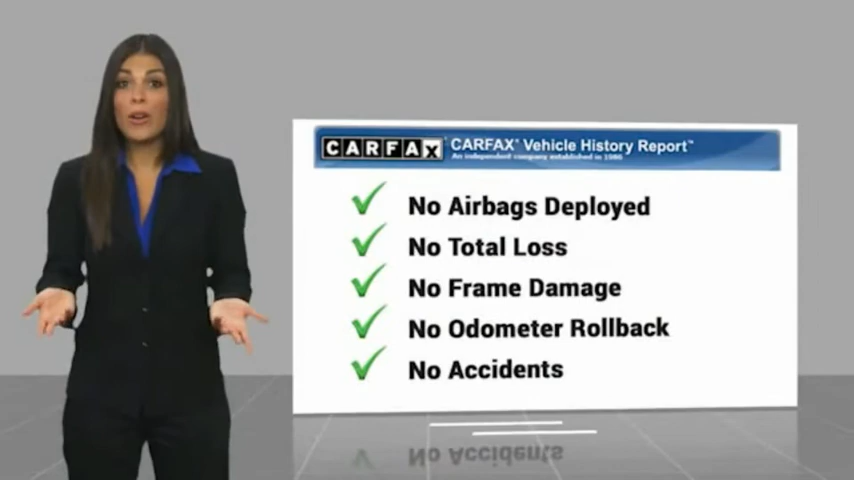 CARFAX CARFAX® Vehicle History Report™
An independent company established in 1986
No Airbags Deployed
No Total Loss
No Frame Damage
No Odometer Rollback
No Accidents
No Accidents